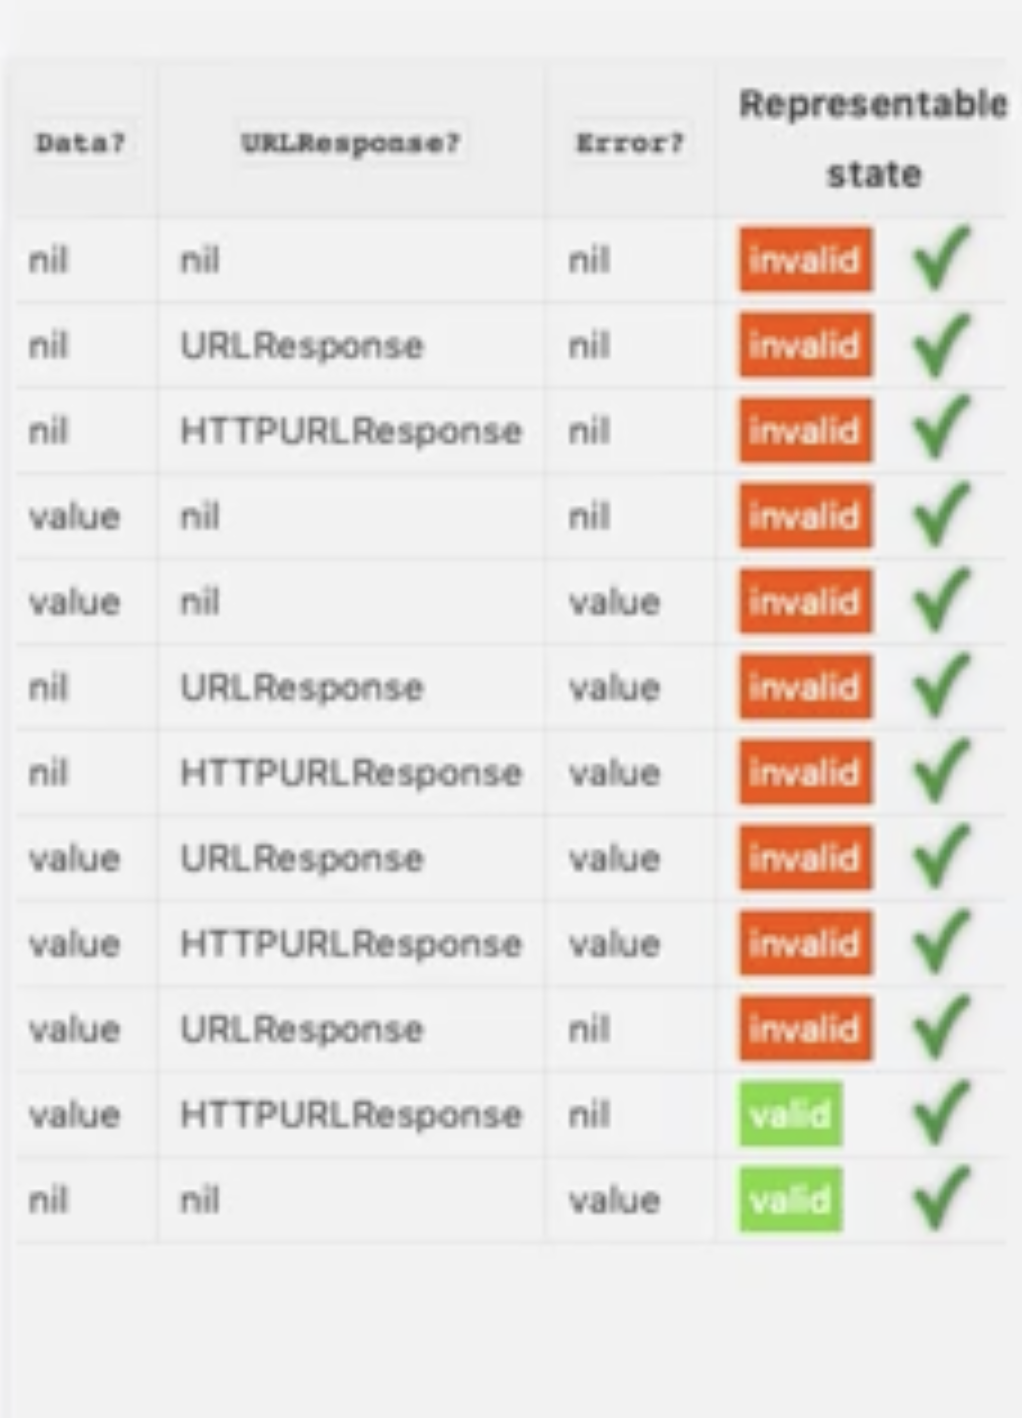 Data? URLResponse? Error? Representable state
nil nil nil invalid ✓
nil URLResponse nil invalid ✓
nil HTTPURLResponse nil invalid ✓
value nil nil invalid ✓
value nil value invalid ✓
nil URLResponse value invalid ✓
nil HTTPURLResponse value invalid ✓
value URLResponse value invalid ✓
value HTTPURLResponse value invalid ✓
value URLResponse nil invalid ✓
value HTTPURLResponse nil valid ✓
nil nil value valid ✓